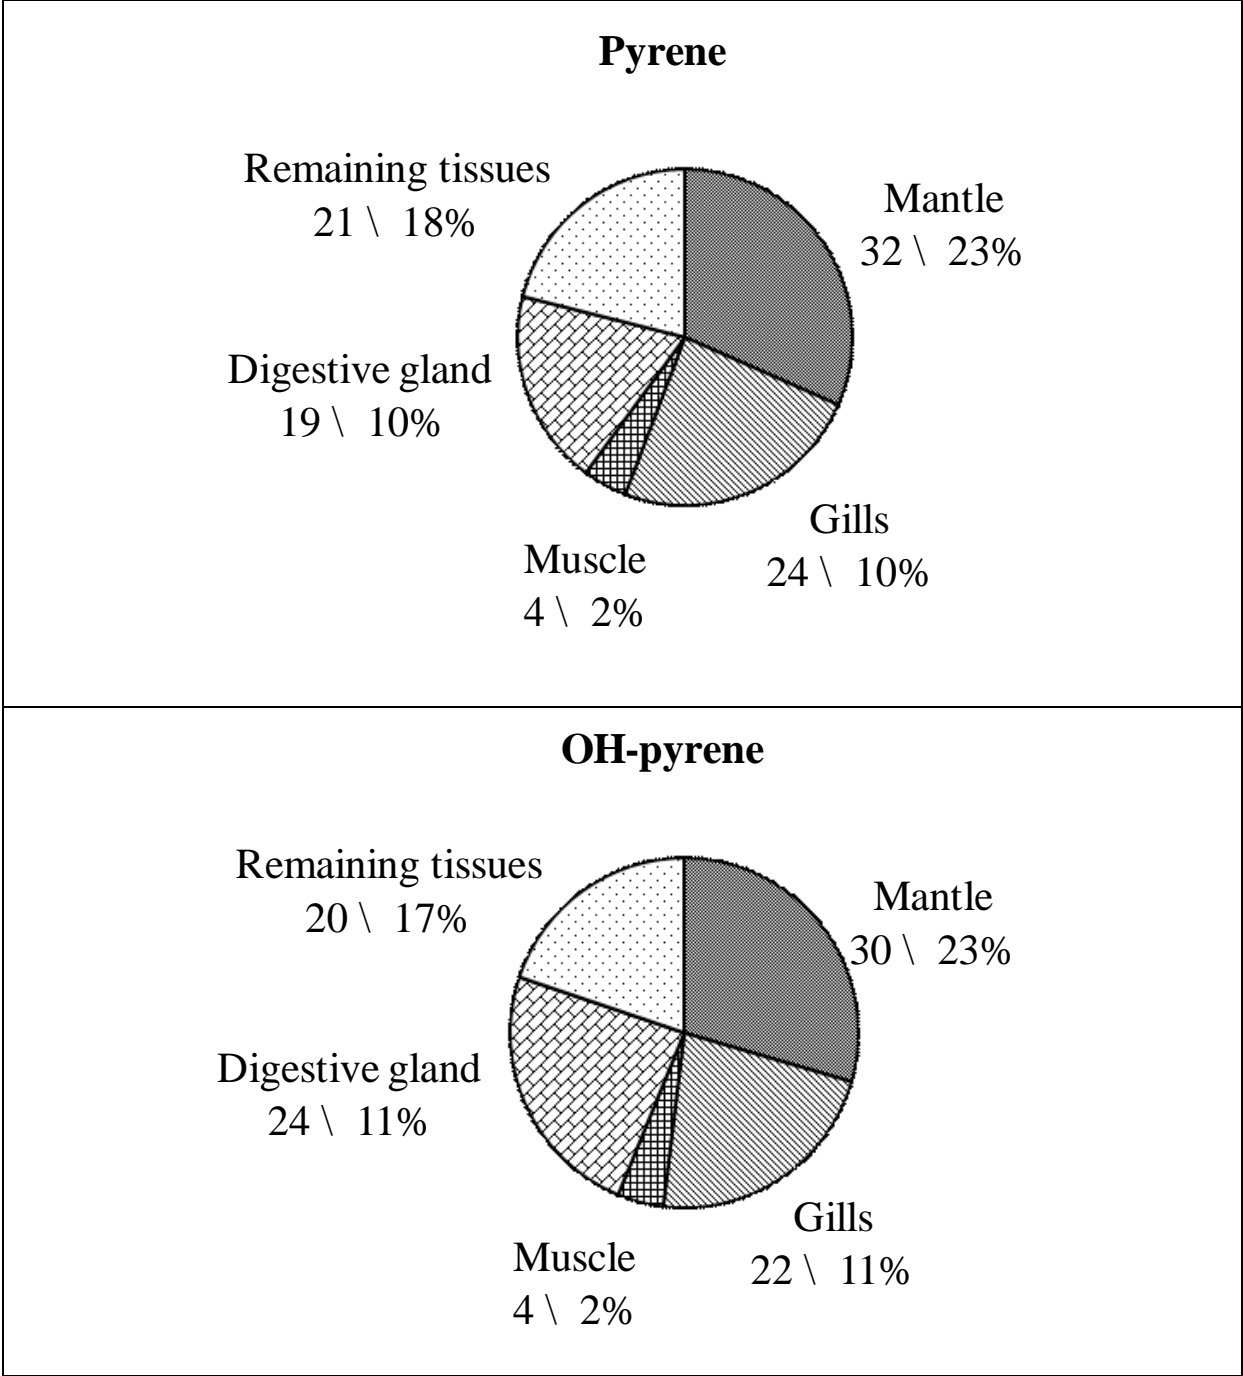 Pyrene
Remaining tissues
21 \ 18%
Mantle
32 \ 23%
Digestive gland
19 \ 10%
Gills
24 \ 10%
Muscle
4 \ 2%
OH-pyrene
Remaining tissues
20 \ 17%
Mantle
30 \ 23%
Digestive gland
24 \ 11%
Gills
22 \ 11%
Muscle
4 \ 2%